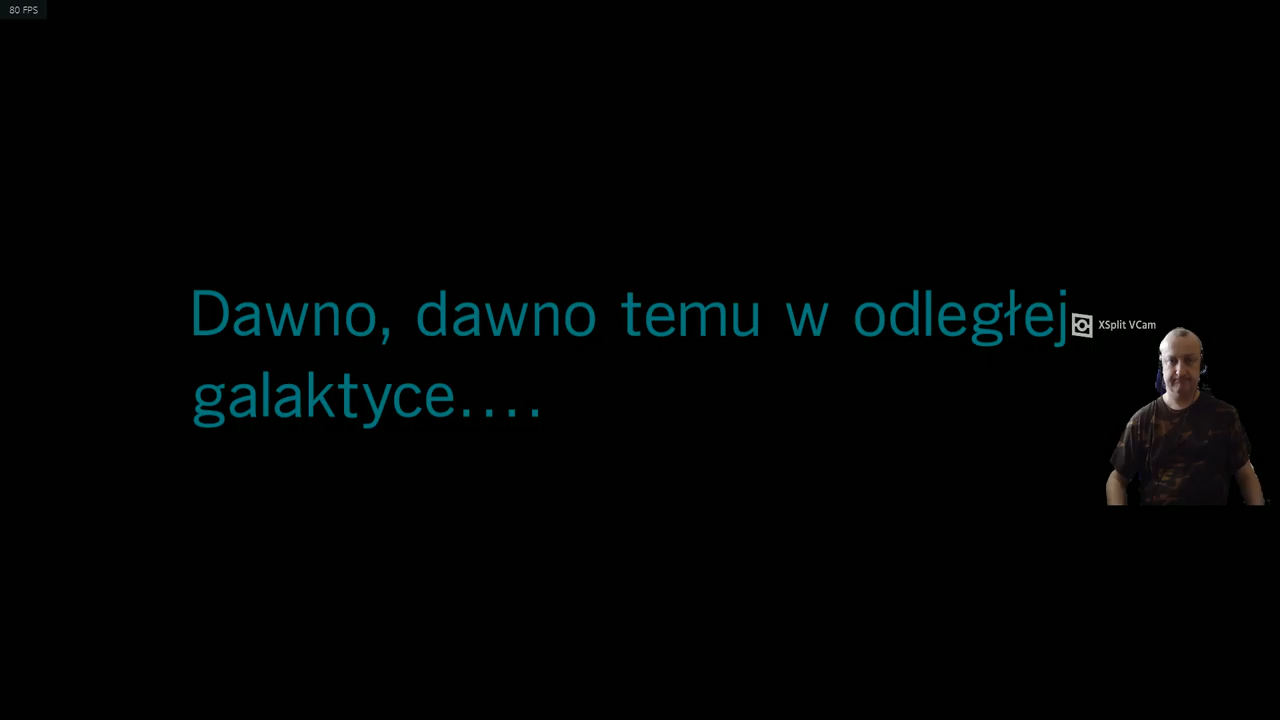 80 FPS
Dawno, dawno temu w odległej
XSplit VCam
galaktyce....